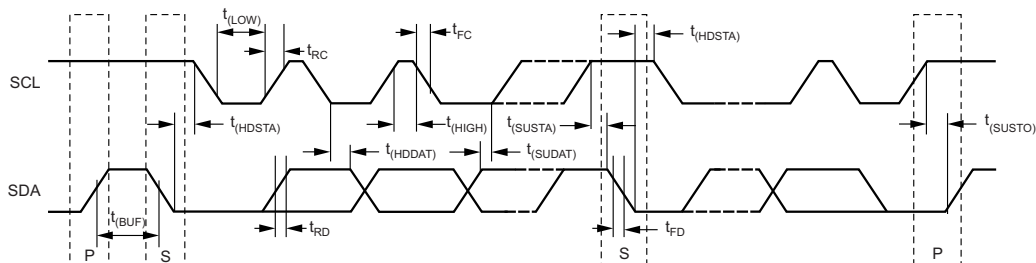 t(LOW)
tRC
tFC
t(HDSTA)
SCL
t(HDSTA)
t(HIGH)
t(SUSTA)
t(SUSTO)
t(HDDAT)
t(SUDAT)
SDA
t(BUF)
tRD
tFD
P
S
S
P